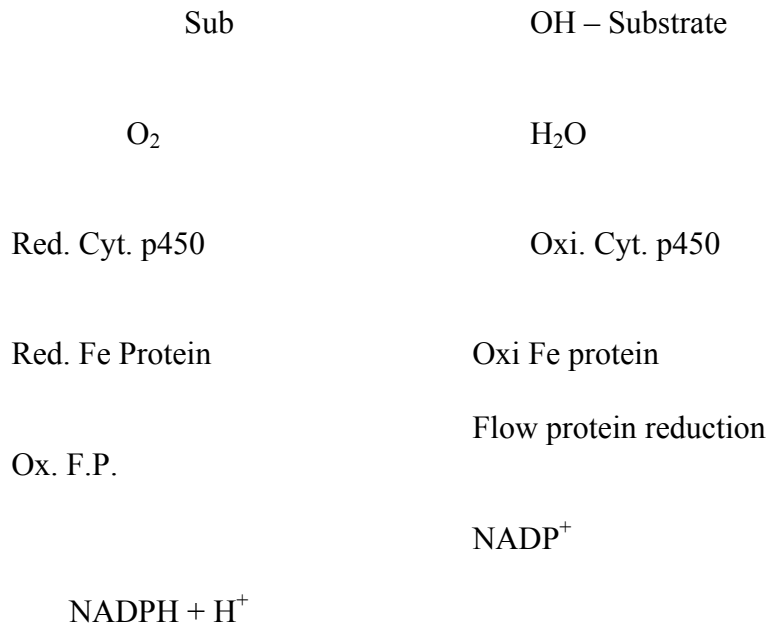 Sub OH – Substrate
O₂ H₂O
Red. Cyt. p450 Oxi. Cyt. p450
Red. Fe Protein Oxi Fe protein
Flow protein reduction
Ox. F.P.
NADP⁺
NADPH + H⁺